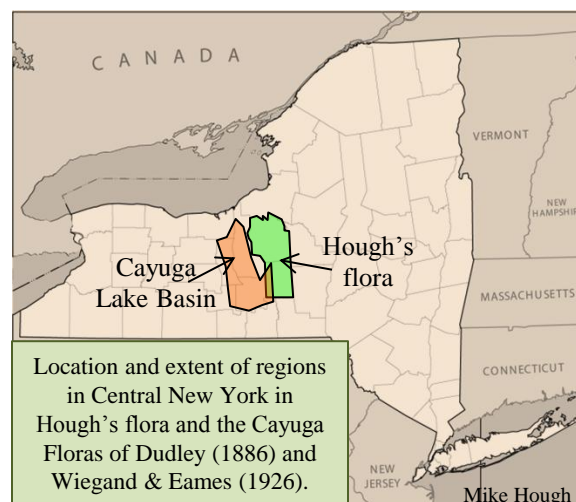 CANADA
VERMONT
NEW
HAMPSHIRE
Hough's
flora
Cayuga
Lake Basin
MASSACHUSETTS
CONNECTICUT
Location and extent of regions
in Central New York in
Hough's flora and the Cayuga
Floras of Dudley (1886) and
Wiegand & Eames (1926).
NEW
JERSEY
Mike Hough